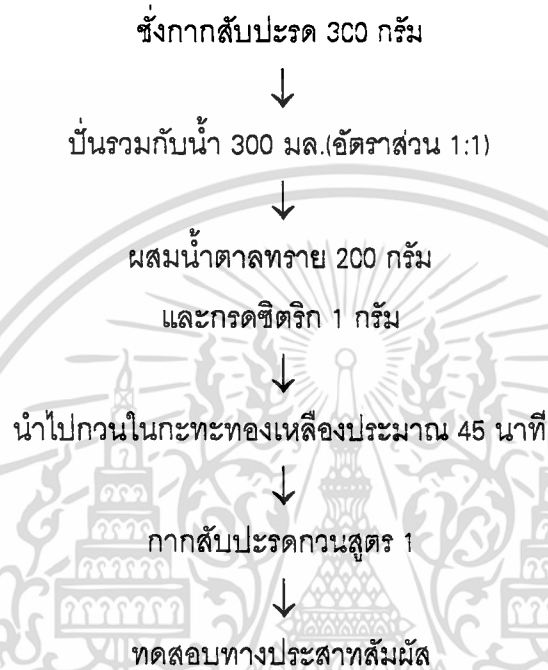 ชั่งกากสับปะรด 300 กรัม
↓
ปั่นรวมกับน้ำ 300 มล.(อัตราส่วน 1:1)
↓
ผสมน้ำตาลทราย 200 กรัม
และกรดซิตริก 1 กรัม
↓
นำไปกวนในกะทะทองเหลืองประมาณ 45 นาที
↓
กากสับปะรดกวนสูตร 1
↓
ทดสอบทางประสาทสัมผัส